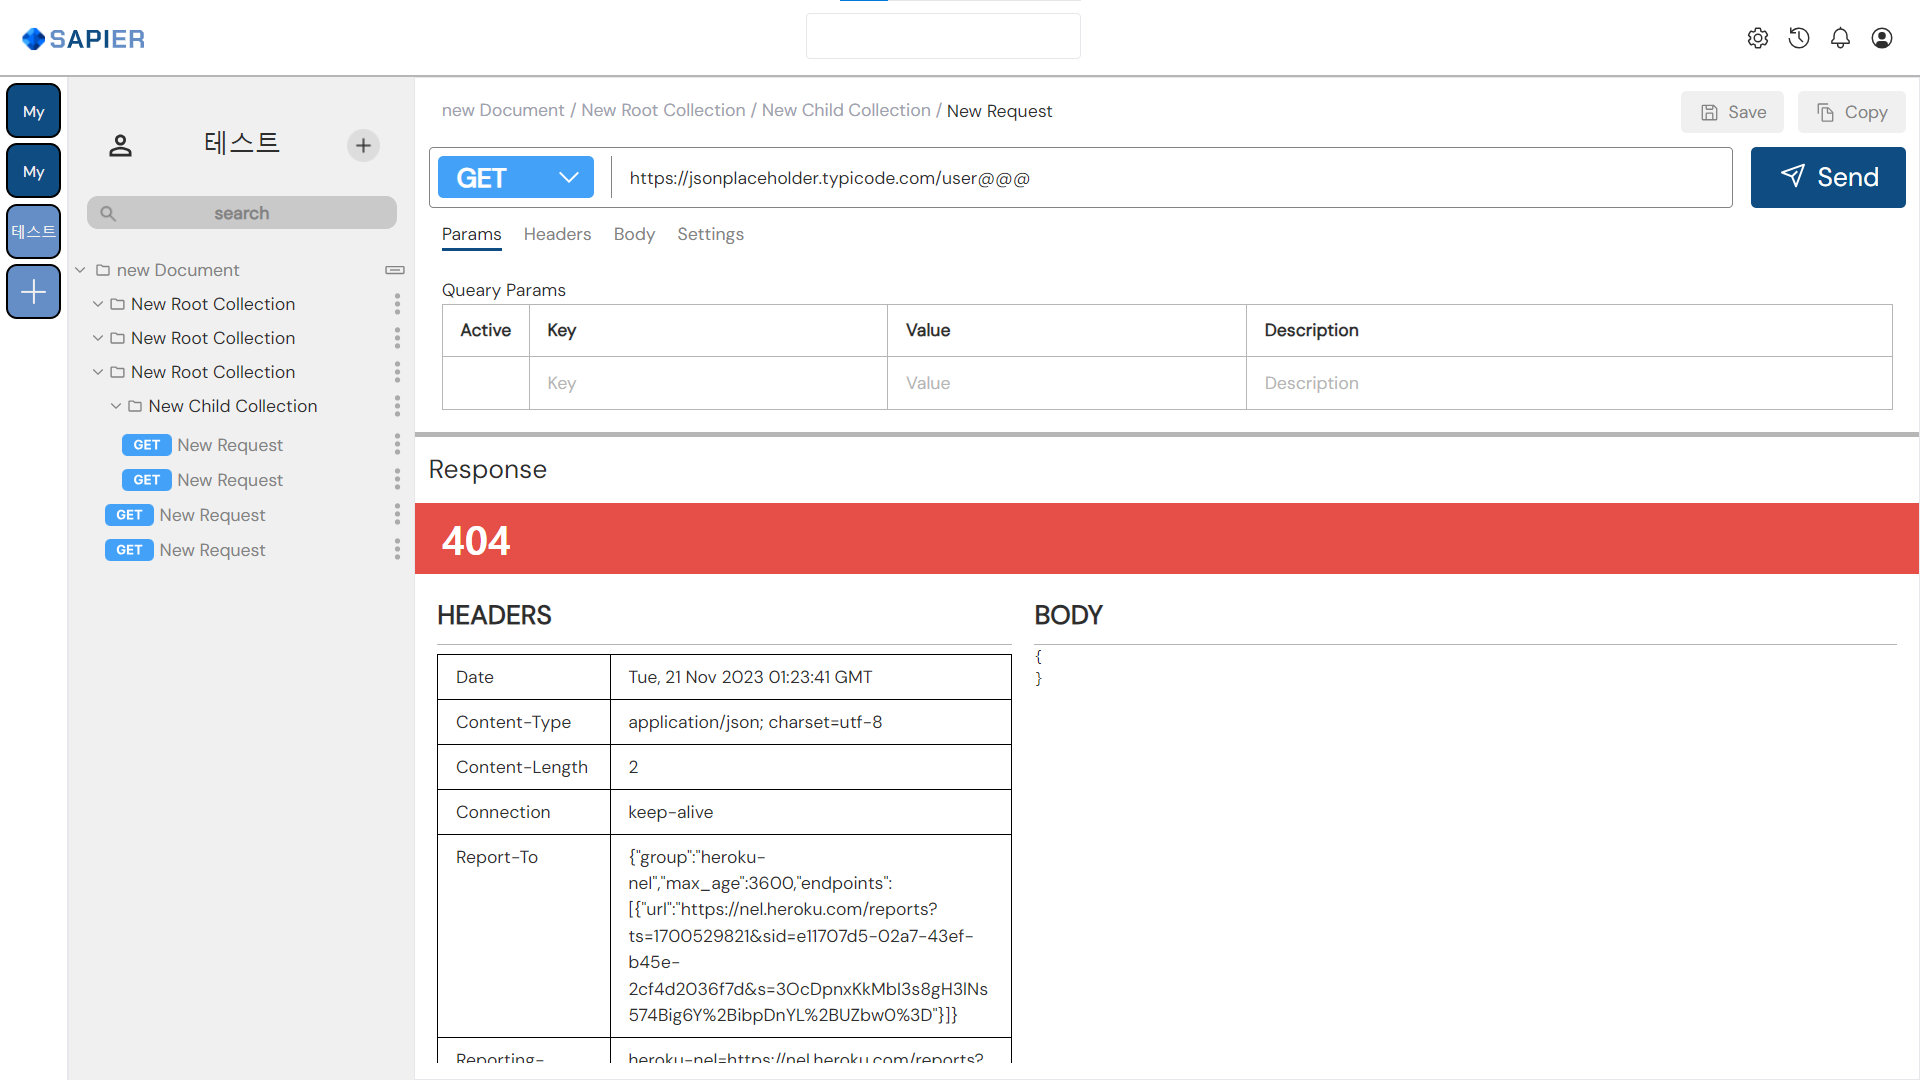 SAPIER
My
My
테스트
테스트
search
new Document
New Root Collection
New Root Collection
New Root Collection
New Child Collection
GET New Request
GET New Request
GET New Request
GET New Request
new Document / New Root Collection / New Child Collection / New Request
Save
Copy
GET
https://jsonplaceholder.typicode.com/user@@@
Send
Params Headers Body Settings
Queary Params
Active Key Value Description
Key Value Description
Response
404
HEADERS
Date Tue, 21 Nov 2023 01:23:41 GMT
Content-Type application/json; charset=utf-8
Content-Length 2
Connection keep-alive
Report-To {"group":"heroku-
nel","max_age":3600,"endpoints":
[{"url":"https://nel.heroku.com/reports?
ts=1700529821&sid=e11707d5-02a7-43ef-
b45e-
2cf4d2036f7d&s=3OcDpnxKkMbI3s8gH3INs
574Big6Y%2BibpDnYL%2BUZbw0%3D"}]}
Reporting- heroku-nel=https://nel.heroku.com/reports?
BODY
{
}